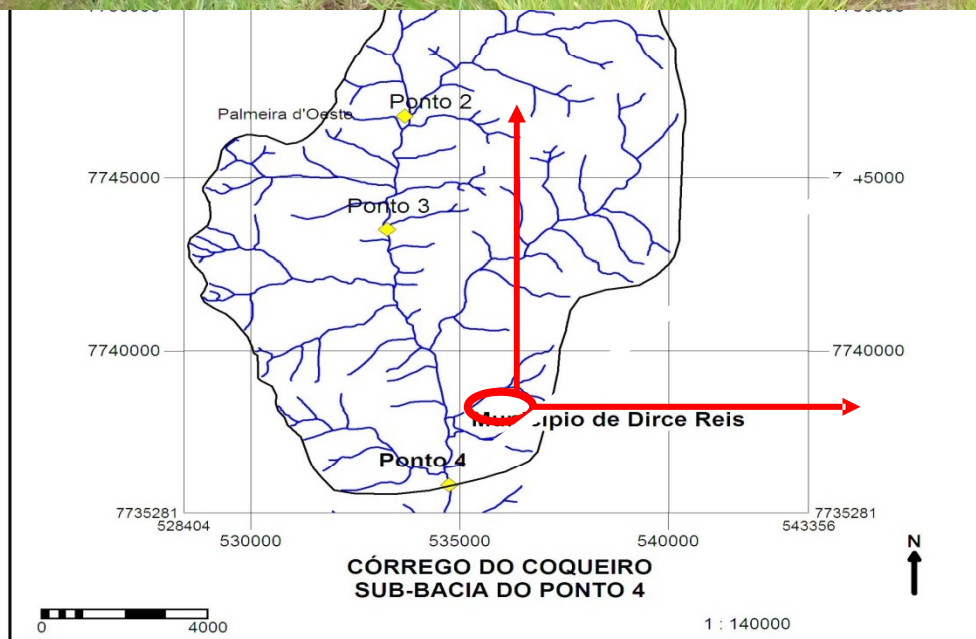 Ponto 2
Palmeira d'Oeste
7745000
45000
Ponto 3
7740000
7740000
Município de Dirce Reis
Ponto 4
7735281
7735281
528404
543356
530000
535000
540000
N
CÓRREGO DO COQUEIRO
SUB-BACIA DO PONTO 4
0
4000
1 : 140000